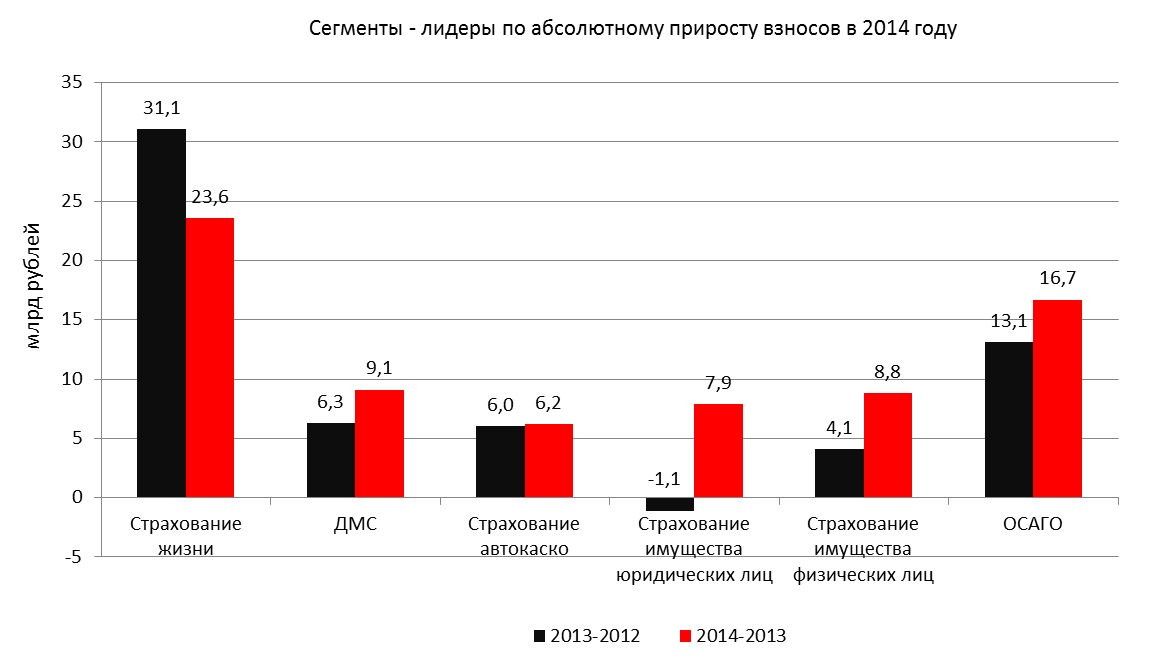 Сегменты - лидеры по абсолютному приросту взносов в 2014 году
млрд рублей
35
30
25
20
15
10
5
0
-5
31,1
23,6
6,3
9,1
6,0
6,2
-1,1
7,9
4,1
8,8
13,1
16,7
Страхование
жизни
ДМС
Страхование
автокаско
Страхование
имущества
юридических лиц
Страхование
имущества
физических лиц
ОСАГО
2013-2012
2014-2013